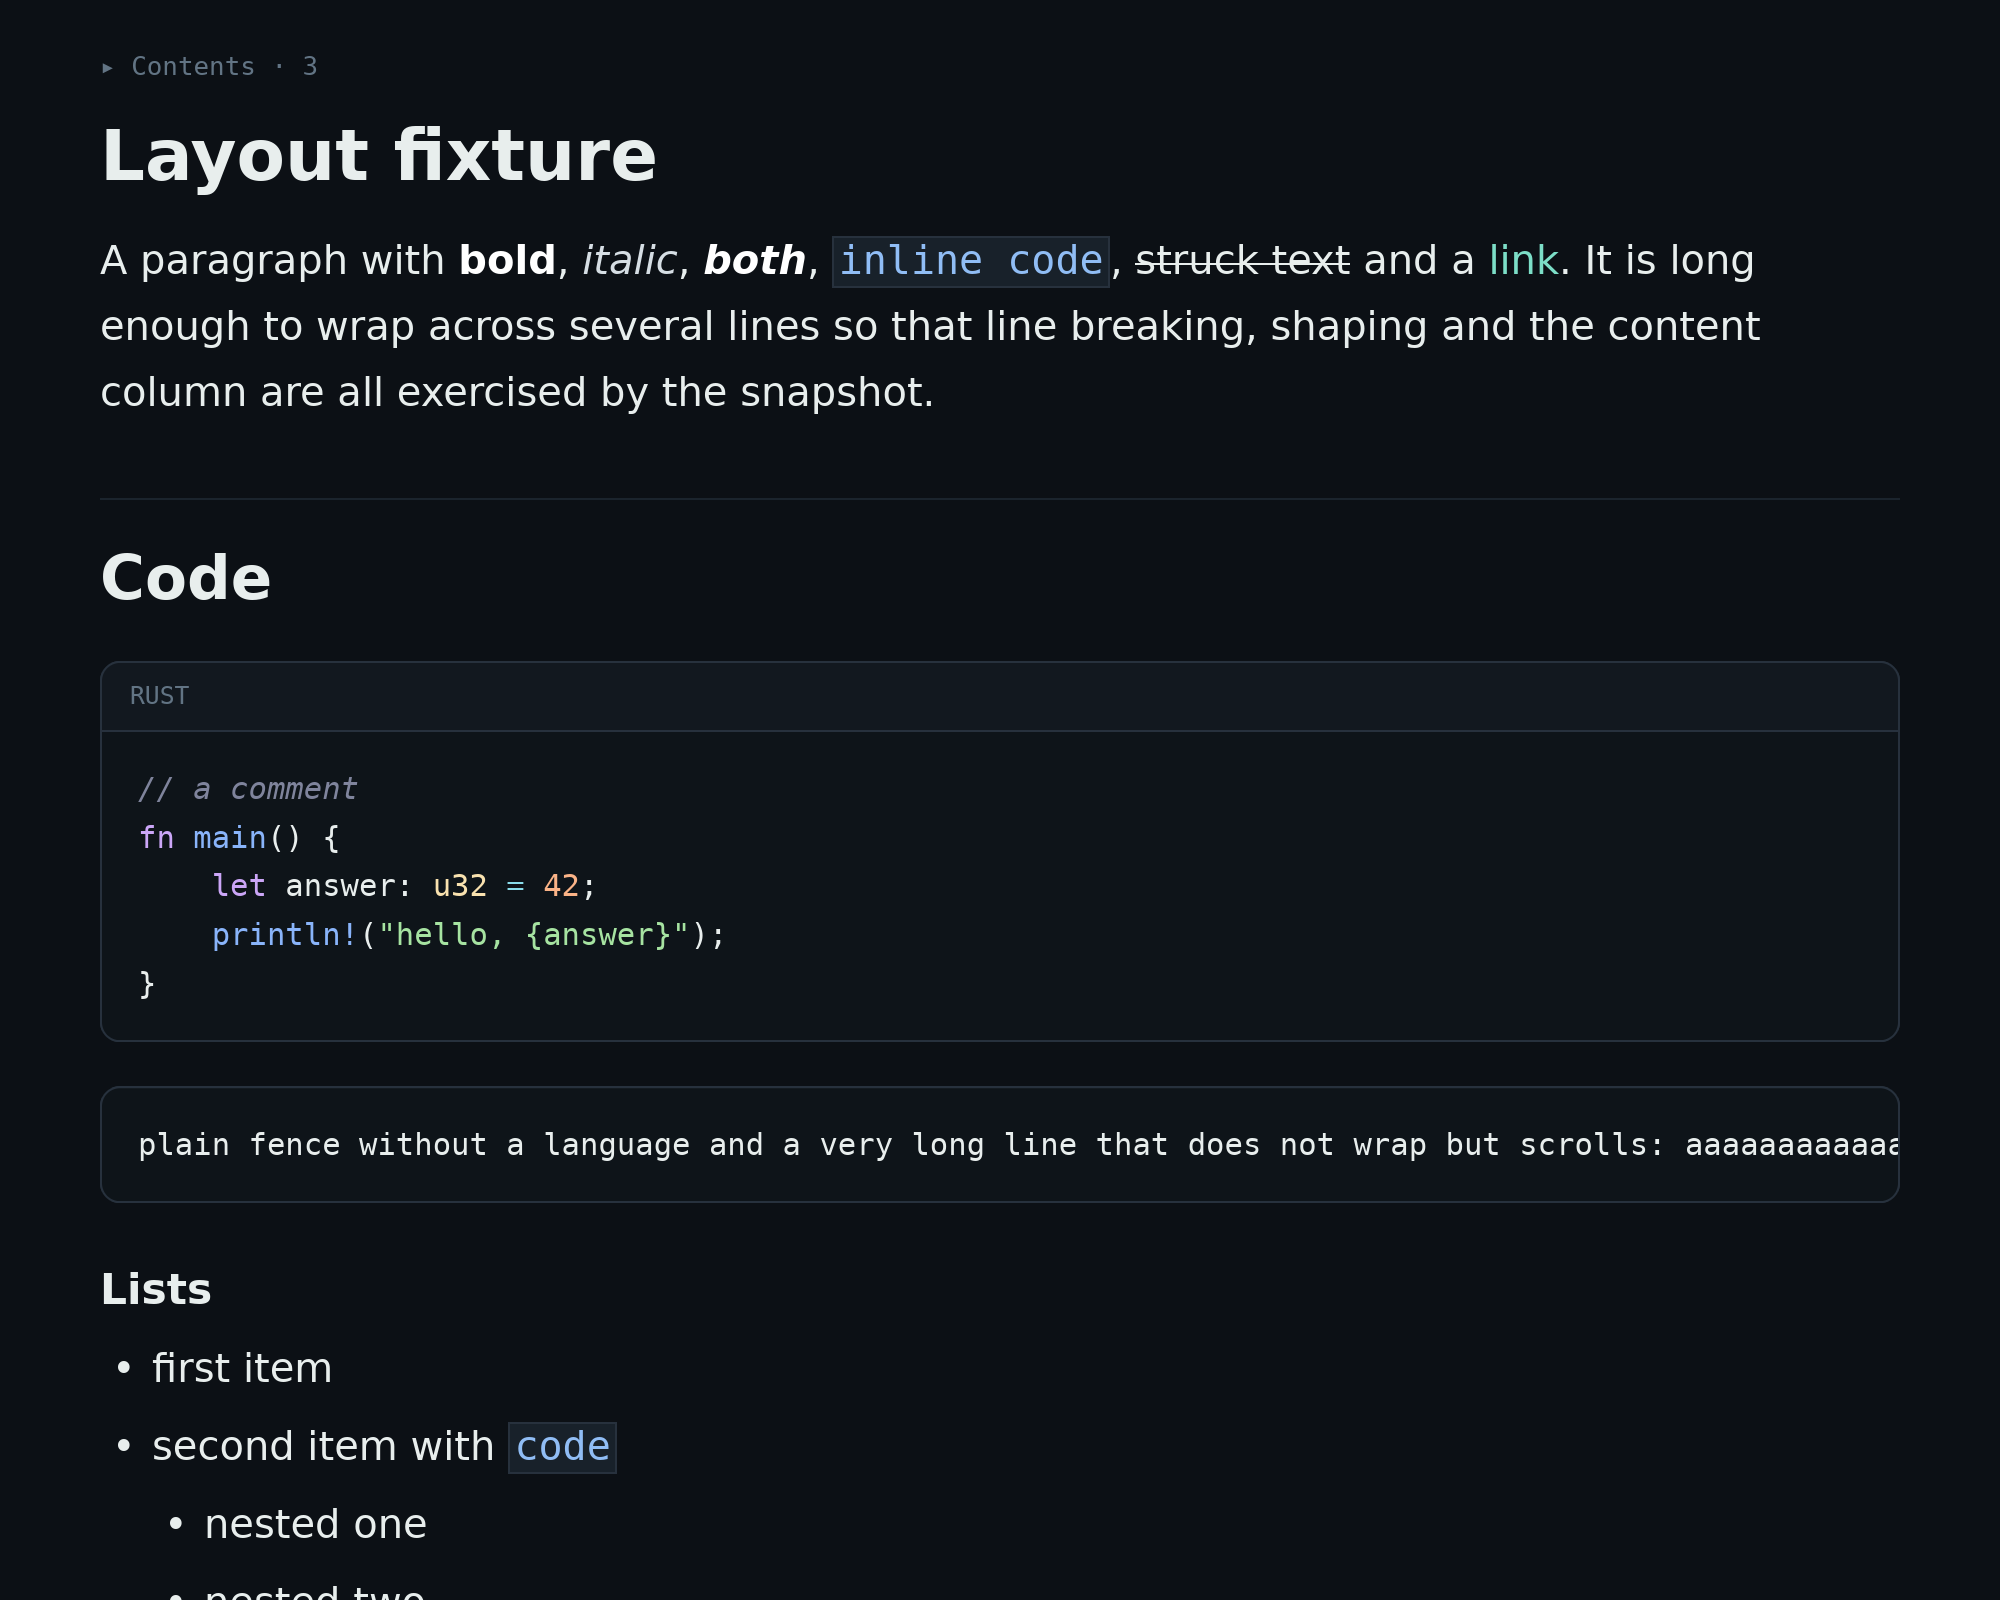 ▸ Contents · 3
Layout fixture
A paragraph with bold, italic, both, inline code, struck text and a link. It is long
enough to wrap across several lines so that line breaking, shaping and the content
column are all exercised by the snapshot.
Code
RUST
// a comment
fn main() {
    let answer: u32 = 42;
    println!("hello, {answer}");
}
plain fence without a language and a very long line that does not wrap but scrolls: aaaaaaaaaaaa
Lists
• first item
• second item with code
• nested one
• nested two